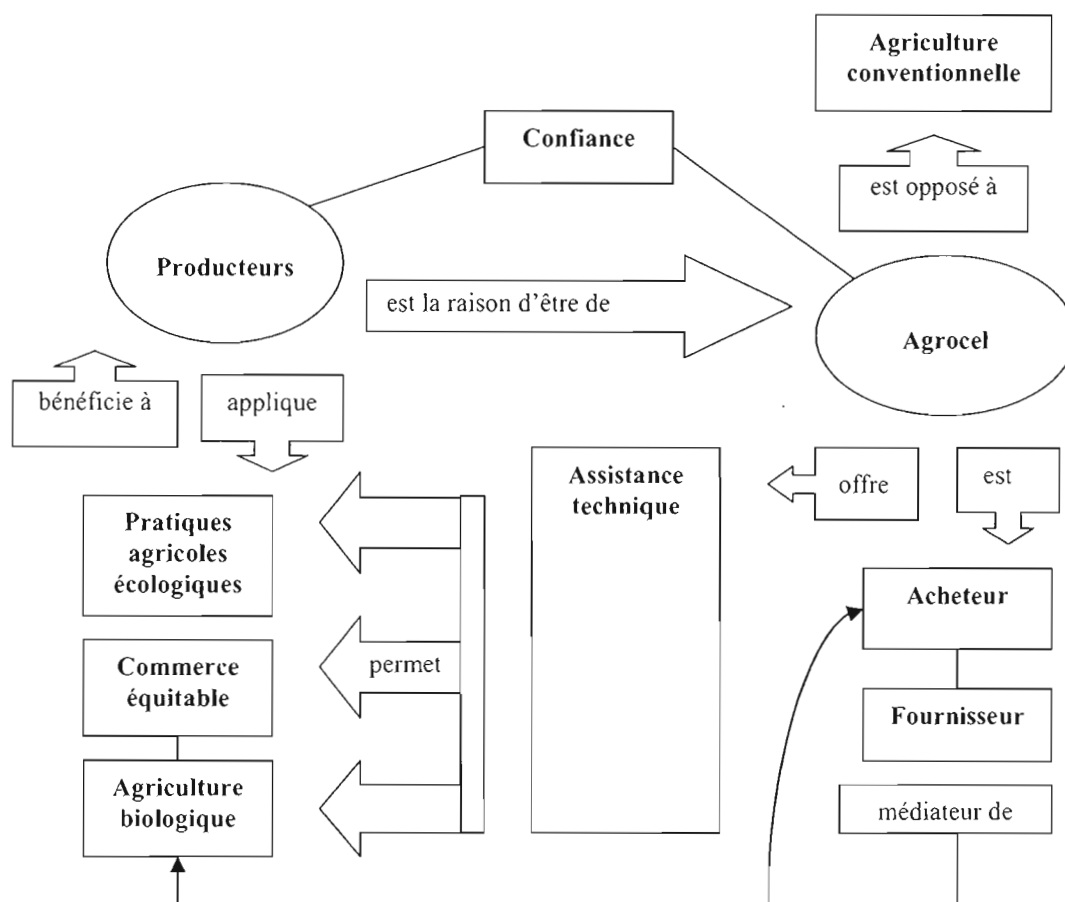 Agriculture
conventionnelle
Confiance
est opposé à
Producteurs
est la raison d'être de
Agrocel
bénéficie à
applique
Assistance
technique
offre
est
Pratiques
agricoles
écologiques
Acheteur
Commerce
équitable
permet
Fournisseur
Agriculture
biologique
médiateur de